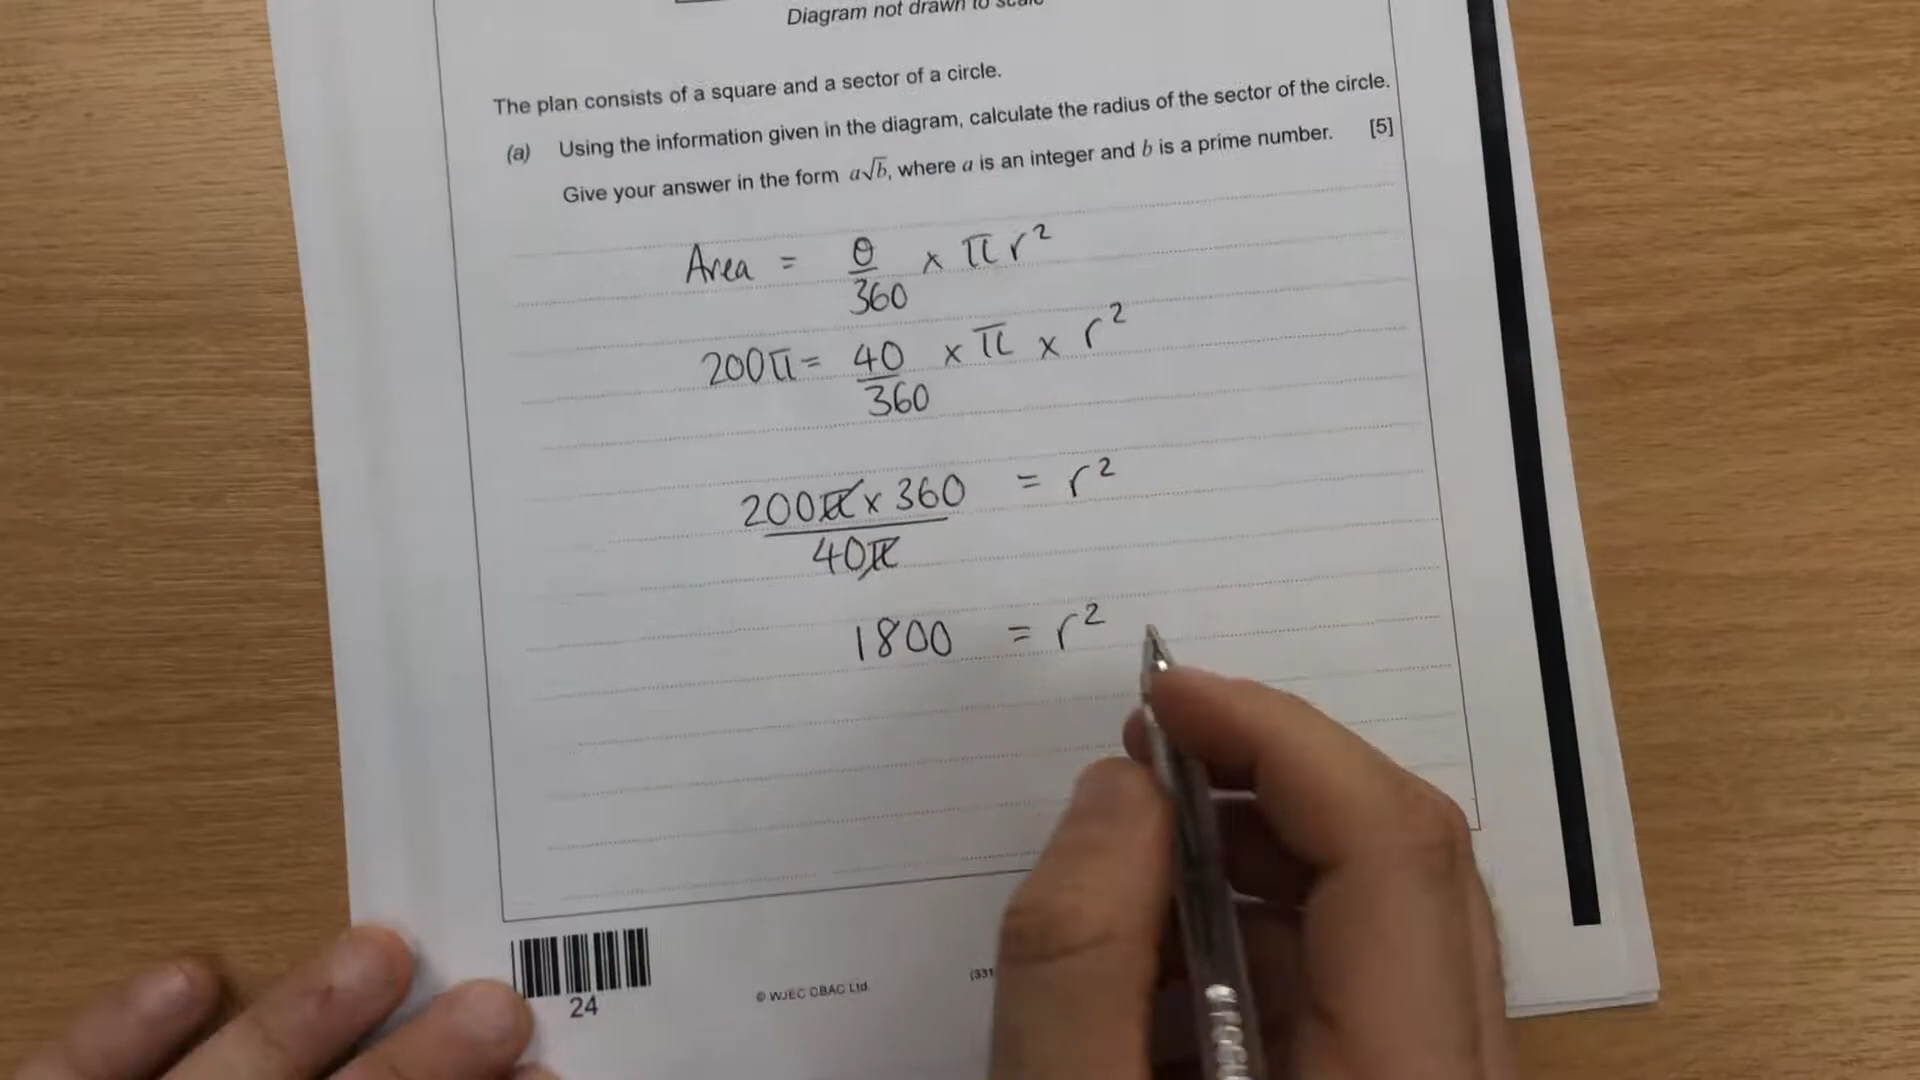 Diagram not drawn to scale
The plan consists of a square and a sector of a circle.
(a) Using the information given in the diagram, calculate the radius of the sector of the circle.
Give your answer in the form a√b, where a is an integer and b is a prime number. [5]
Area = θ/360 × π r²
200π = 40/360 × π × r²
200π × 360 / 40π = r²
1800 = r²
24
© WJEC CBAC Ltd.
(331